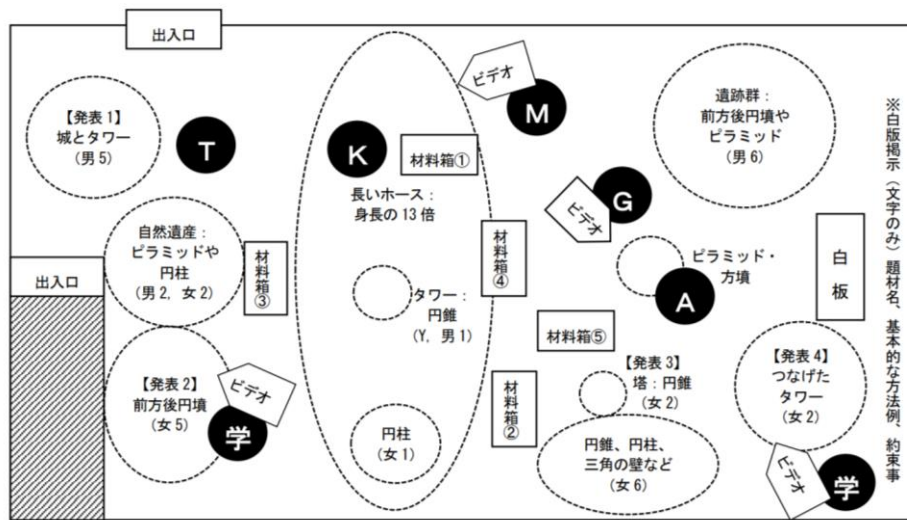 出入口
【発表 1】
城とタワー
(男 5)
T
K
材料箱①
長いホース：
身長の 13 倍
ビデオ
M
遺跡群：
前方後円墳や
ピラミッド
(男 6)
ビデオ
G
自然遺産：
ピラミッドや
円柱
(男 2，女 2)
材料箱③
出入口
タワー：
円錐
(Y，男 1)
材料箱④
ピラミッド・
方墳
A
白板
材料箱⑤
【発表 2】
前方後円墳
(女 5)
ビデオ
学
円柱
(女 1)
材料箱②
【発表 3】
塔：円錐
(女 2)
円錐、円柱、
三角の壁など
(女 6)
【発表 4】
つなげた
タワー
(女 2)
ビデオ
学
※白版掲示（文字のみ）題材名、基本的な方法例、約束事